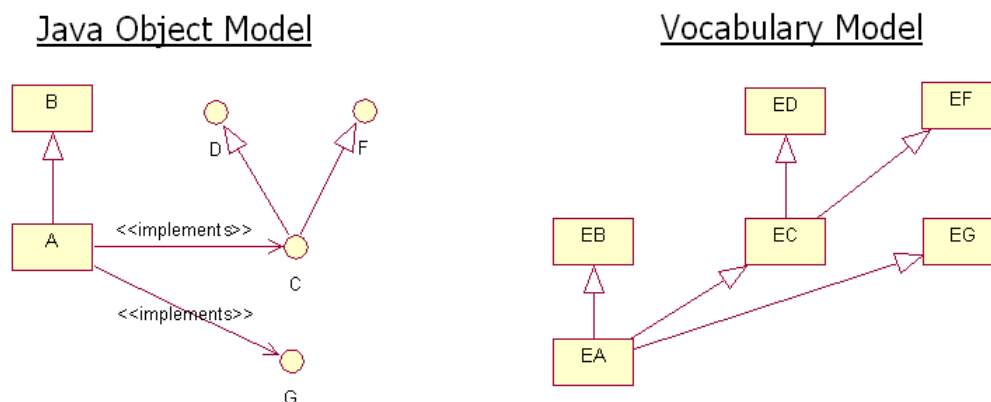 Java Object Model
Vocabulary Model
B
D
F
ED
EF
A
<<implements>>
C
<<implements>>
G
EB
EC
EG
EA